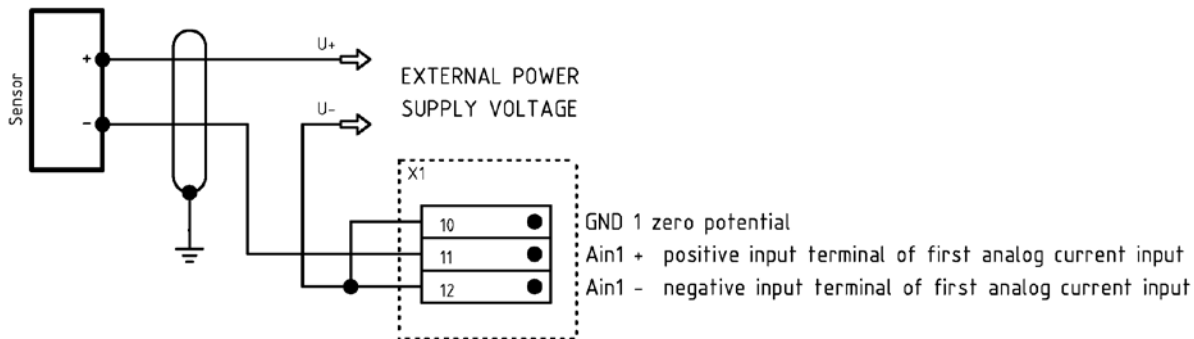 Sensor
+
-
U+
U-
EXTERNAL POWER
SUPPLY VOLTAGE
X1
10 GND 1 zero potential
11 Ain1 + positive input terminal of first analog current input
12 Ain1 - negative input terminal of first analog current input